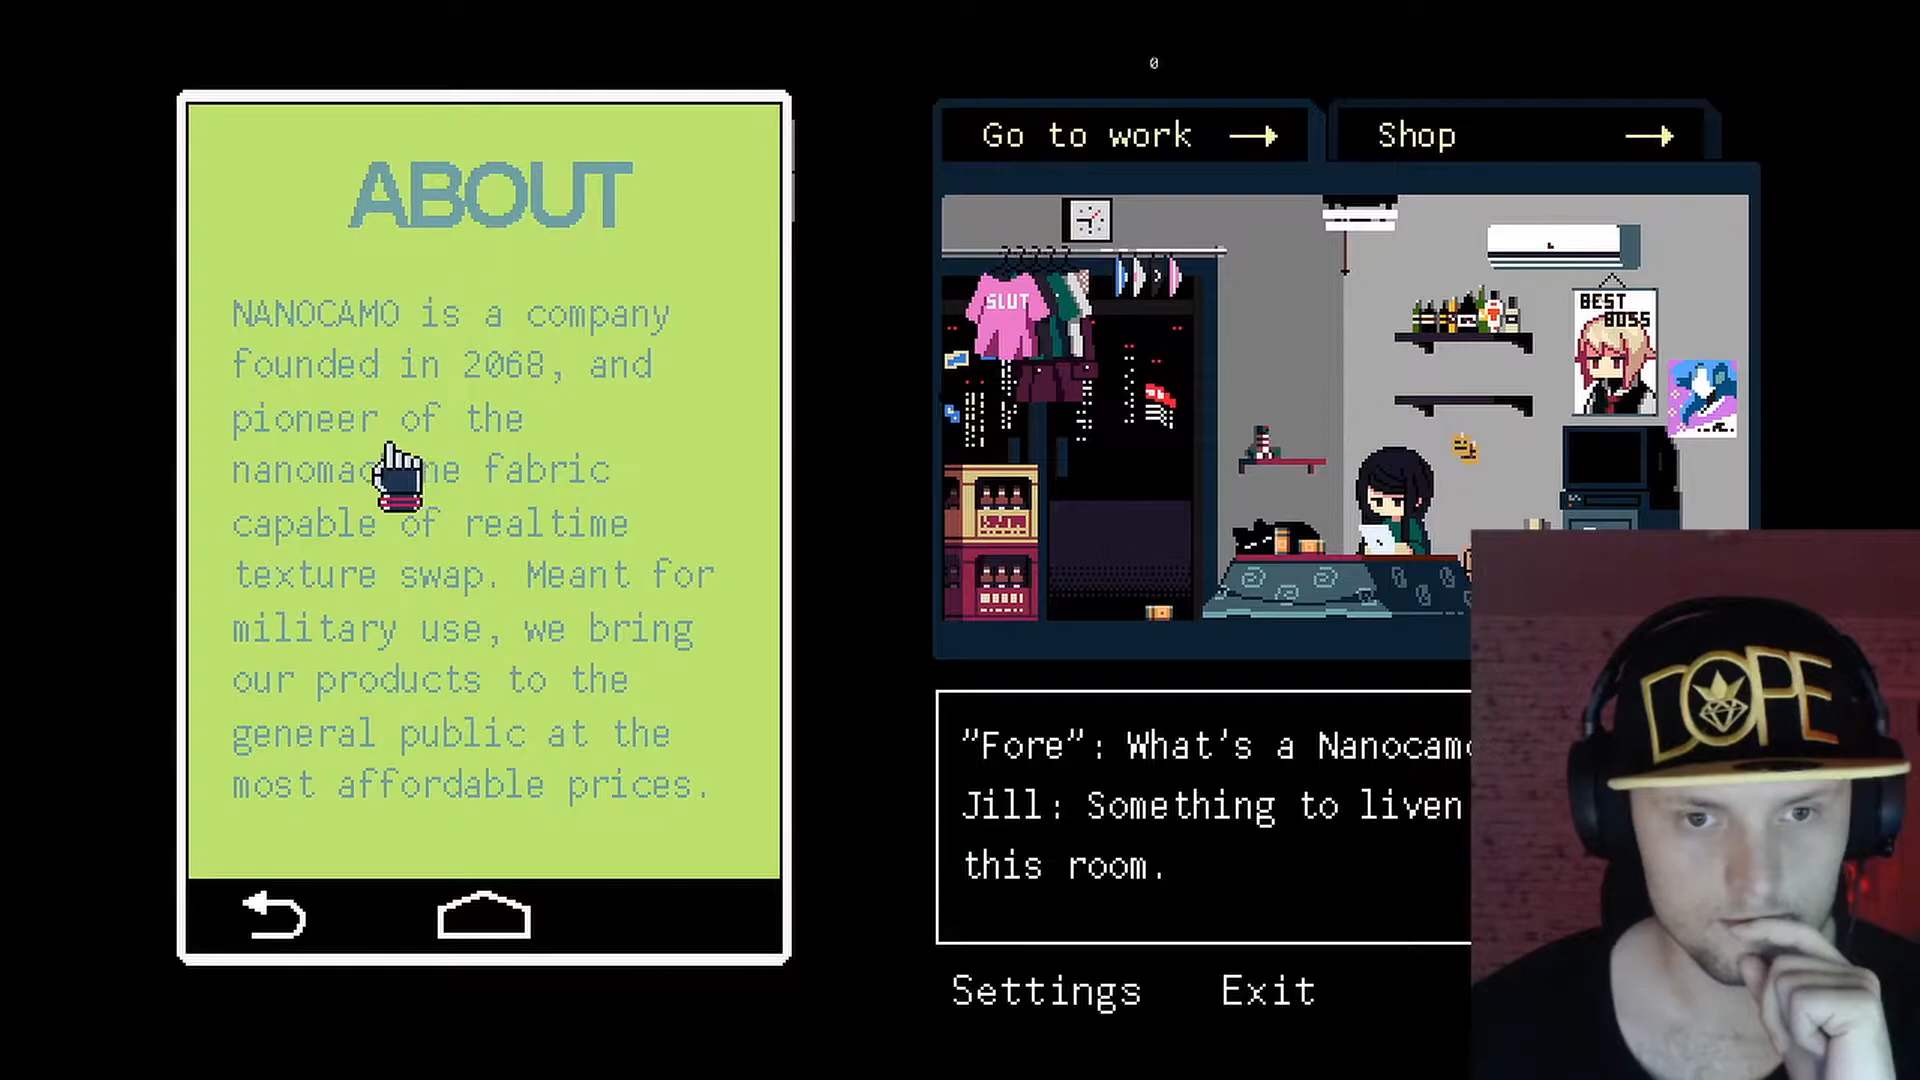 0
ABOUT
NANOCAMO is a company
founded in 2068, and
pioneer of the
fabric
capable of realtime
texture swap. Meant for
military use, we bring
our products to the
general public at the
most affordable prices.
Go to work
Shop
SLUT
BEST
BOSS
"Fore": What's a
Jill: Something to liven
this room.
Settings Exit
DOPE